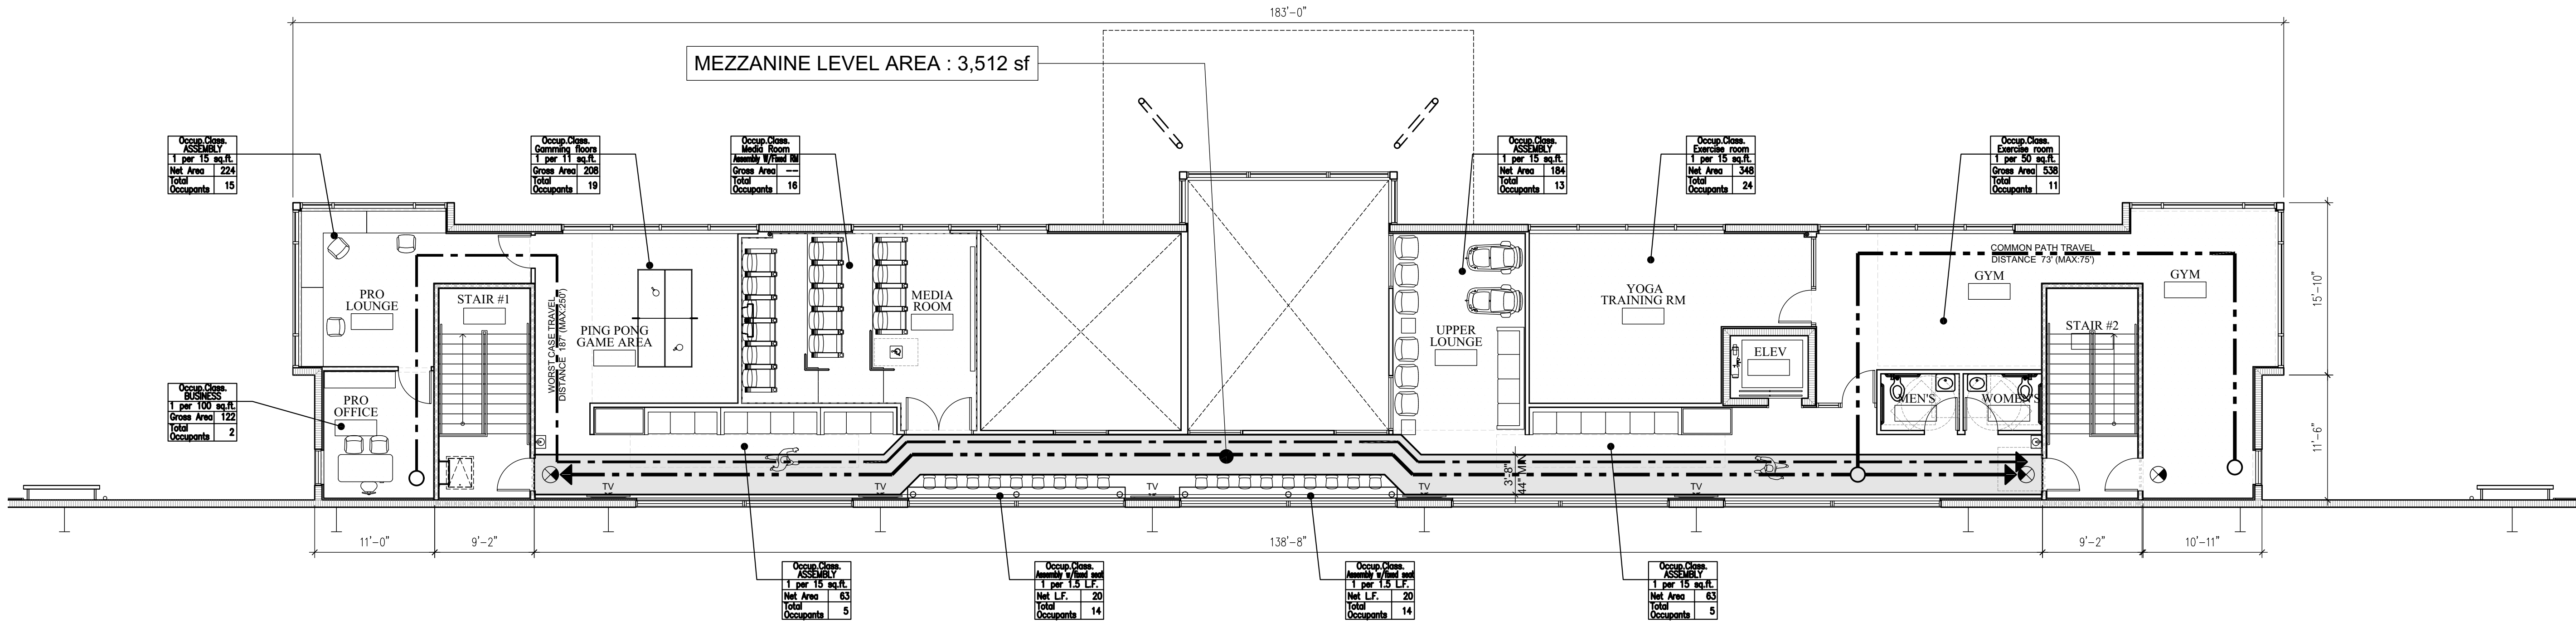 183'-0"
MEZZANINE LEVEL AREA : 3,512 sf
Occup.Class.
ASSEMBLY
1 per 15 sq.ft.
Net Area 224
Total
Occupants 15
Occup.Class.
Gamming floors
1 per 11 sq.ft.
Gross Area 208
Total
Occupants 19
Occup.Class.
Media Room
Assembly W/Fixed RM
Gross Area ---
Total
Occupants 16
Occup.Class.
ASSEMBLY
1 per 15 sq.ft.
Net Area 184
Total
Occupants 13
Occup.Class.
Exercise room
1 per 15 sq.ft.
Net Area 348
Total
Occupants 24
Occup.Class.
Exercise room
1 per 50 sq.ft.
Gross Area 538
Total
Occupants 11
PRO
LOUNGE
STAIR #1
WORST CASE TRAVEL
DISTANCE 187' (MAX:250')
PING PONG
GAME AREA
MEDIA
ROOM
UPPER
LOUNGE
YOGA
TRAINING RM
ELEV
COMMON PATH TRAVEL
DISTANCE 73' (MAX:75')
GYM
GYM
STAIR #2
15'-10"
Occup.Class.
BUSINESS
1 per 100 sq.ft.
Gross Area 122
Total
Occupants 2
PRO
OFFICE
MEN'S
WOMEN'S
11'-6"
3'-8"
44" MIN
TV
TV
TV
TV
TV
11'-0"
9'-2"
138'-8"
9'-2"
10'-11"
Occup.Class.
ASSEMBLY
1 per 15 sq.ft.
Net Area 63
Total
Occupants 5
Occup.Class.
Assembly w/fixed seat
1 per 1.5 L.F.
Net L.F. 20
Total
Occupants 14
Occup.Class.
Assembly w/fixed seat
1 per 1.5 L.F.
Net L.F. 20
Total
Occupants 14
Occup.Class.
ASSEMBLY
1 per 15 sq.ft.
Net Area 63
Total
Occupants 5